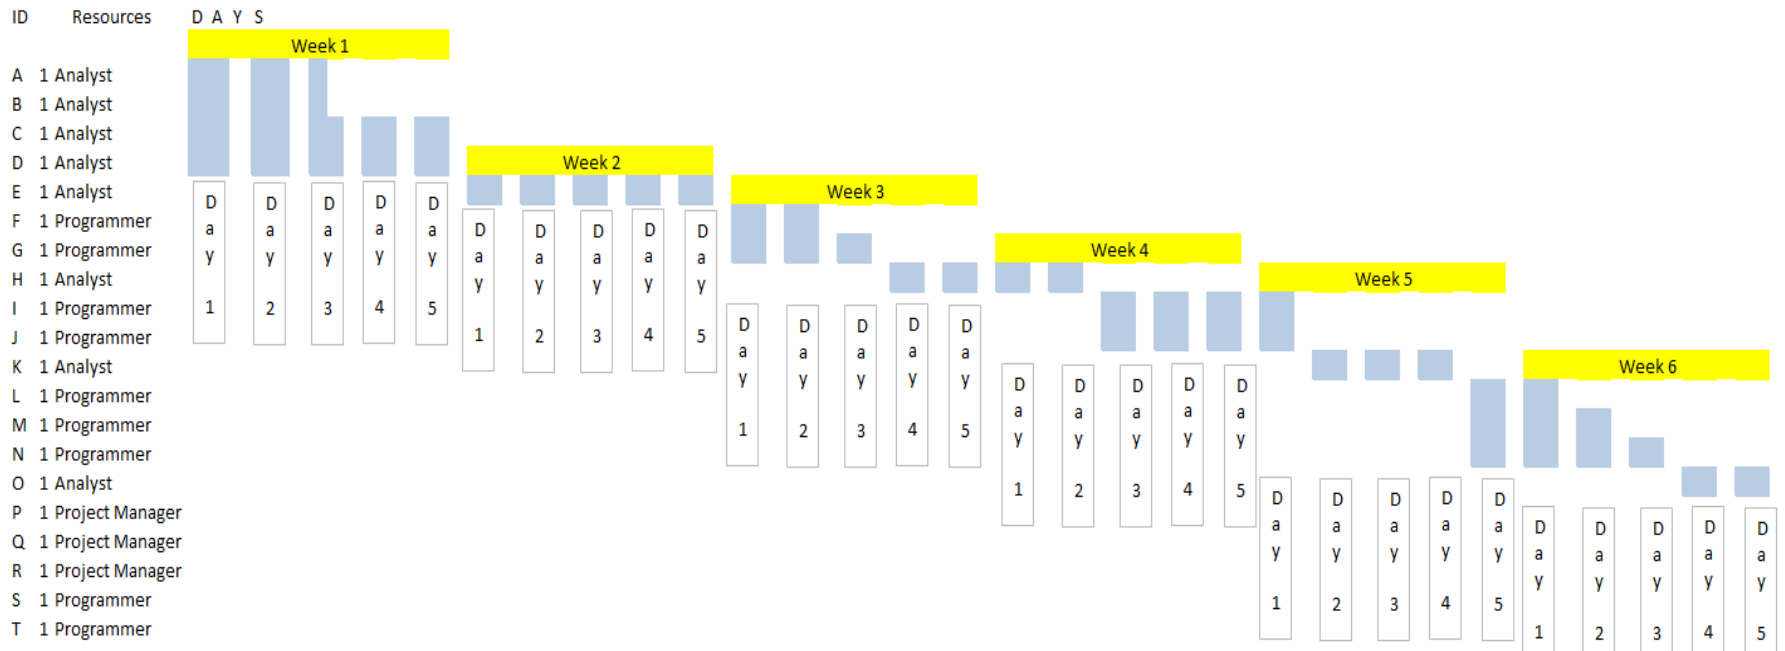 ID Resources D A Y S
Week 1
A 1 Analyst
B 1 Analyst
C 1 Analyst
D 1 Analyst
Week 2
E 1 Analyst
Week 3
F 1 Programmer
G 1 Programmer
Week 4
H 1 Analyst
Week 5
I 1 Programmer
J 1 Programmer
K 1 Analyst
Week 6
L 1 Programmer
M 1 Programmer
N 1 Programmer
O 1 Analyst
P 1 Project Manager
Q 1 Project Manager
R 1 Project Manager
S 1 Programmer
T 1 Programmer
Day 1
Day 2
Day 3
Day 4
Day 5
Day 1
Day 2
Day 3
Day 4
Day 5
Day 1
Day 2
Day 3
Day 4
Day 5
Day 1
Day 2
Day 3
Day 4
Day 5
Day 1
Day 2
Day 3
Day 4
Day 5
Day 1
Day 2
Day 3
Day 4
Day 5